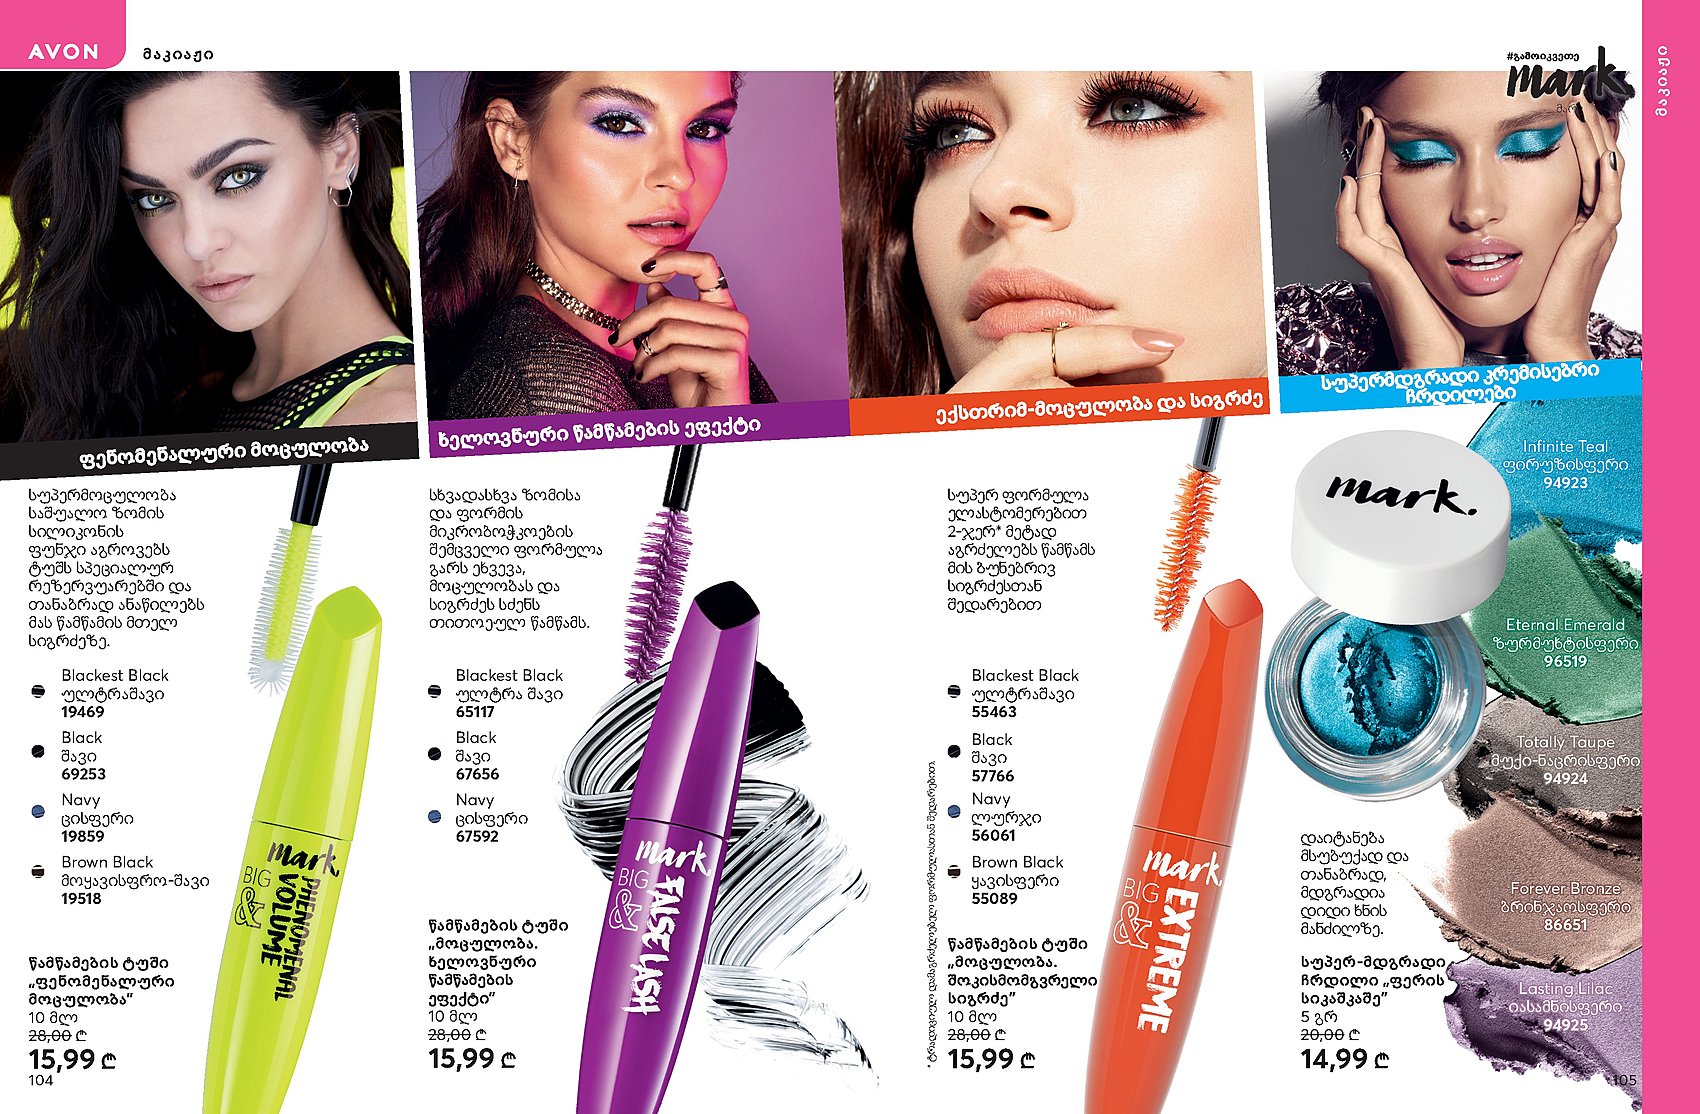 AVON
მაკიაჟი
#გამოიკვეთე
mark.
მაკიაჟი
ფენომენალური მოცულობა
ხელოვნური წამწამების ეფექტი
ექსთრიმ-მოცულობა და სიგრძე
სუპერმდგრადი კრემისებრი
ჩრდილები
სუპერმოცულობა
საშუალო ზომის
სილიკონის
ფუნჯი აგროვებს
ტუშს სპეციალურ
რეზერვუარებში და
თანაბრად ანაწილებს
მას წამწამის მთელ
სიგრძეზე.
Blackest Black
ულტრაშავი
19469
Black
შავი
69253
Navy
ცისფერი
19859
Brown Black
მოყავისფრო-შავი
19518
წამწამების ტუში
„ფენომენალური
მოცულობა“
10 მლ
28,00 ₾
15,99 ₾
104
mark.
BIG
&
PHENOMENAL
VOLUME
სხვადასხვა ზომისა
და ფორმის
მიკრობოჭკოების
შემცველი ფორმულა
გარს ეხვევა,
მოცულობას და
სიგრძეს სძენს
თითოეულ წამწამს.
Blackest Black
ულტრა შავი
65117
Black
შავი
67656
Navy
ცისფერი
67592
წამწამების ტუში
„მოცულობა.
ხელოვნური
წამწამების
ეფექტი“
10 მლ
28,00 ₾
15,99 ₾
mark.
BIG
&
FALSE LASH
სუპერ ფორმულა
ელასტომერებით
2-ჯერ* მეტად
აგრძელებს წამწამს
მის ბუნებრივ
სიგრძესთან
შედარებით
Blackest Black
ულტრაშავი
55463
Black
შავი
57766
Navy
ლურჯი
56061
Brown Black
ყავისფერი
55089
წამწამების ტუში
„მოცულობა.
შოკისმომგვრელი
სიგრძე“
10 მლ
28,00 ₾
15,99 ₾
mark.
BIG
&
EXTREME
mark.
Infinite Teal
ფირუზისფერი
94923
Eternal Emerald
ზურმუხტისფერი
96519
Totally Taupe
მუქი-ნაცრისფერი
94924
Forever Bronze
ბრინჯაოსფერი
86651
Lasting Lilac
იასამნისფერი
94925
დაიტანება
მსუბუქად და
თანაბრად,
მდგრადია
დიდი ხნის
მანძილზე.
სუპერ-მდგრადი
ჩრდილი „ფერის
სიკაშკაშე“
5 გრ
20,00 ₾
14,99 ₾
105